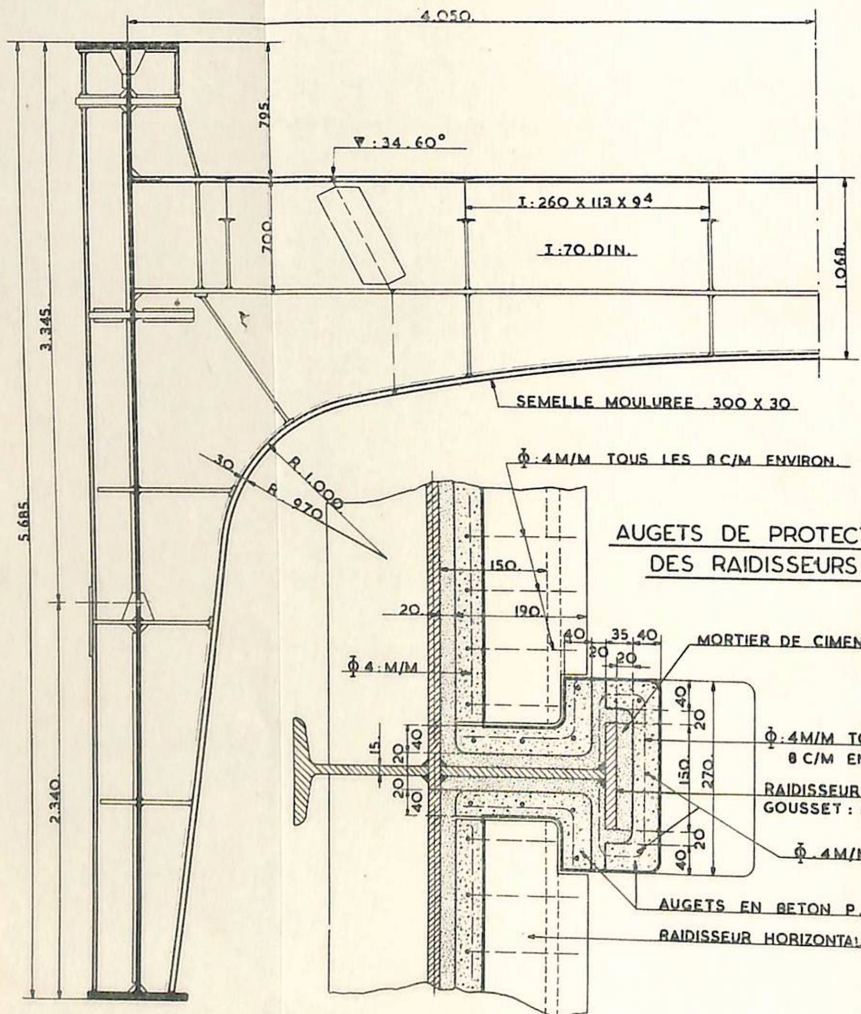 4.050.
795.
∇ : 34.60°
I : 260 X 113 X 9⁴
700.
I : 70. DIN.
1.068.
3.345.
5.685
2.340.
SEMELLE MOULUREE . 300 X 30
30
R. 1.000.
R. 970
Φ : 4 M/M TOUS LES 8 C/M ENVIRON.
AUGETS DE PROTECT
DES RAIDISSEURS
150.
20.
190.
40
35
40
20
20
MORTIER DE CIMEN
Φ 4 : M/M
40
20
15
20
40
40
20
150
270
20
40
Φ : 4 M/M TO
8 C/M EN
RAIDISSEUR
GOUSSET :
Φ . 4 M/M
AUGETS EN BETON P.
RAIDISSEUR HORIZONTAL